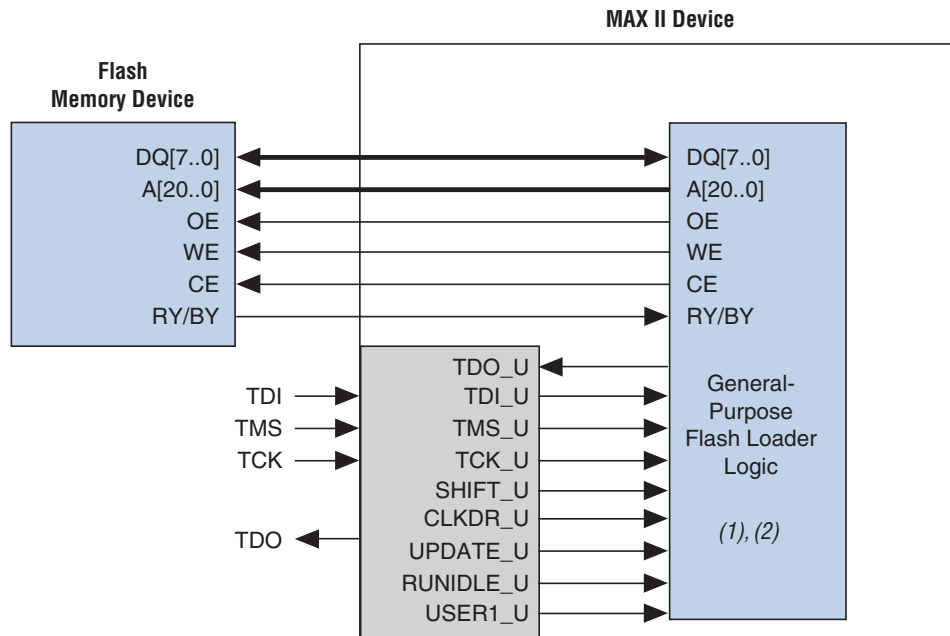 MAX II Device
Flash
Memory Device
DQ[7..0]
A[20..0]
OE
WE
CE
RY/BY
DQ[7..0]
A[20..0]
OE
WE
CE
RY/BY
General-
Purpose
Flash Loader
Logic
(1), (2)
TDI
TMS
TCK
TDO
TDO_U
TDI_U
TMS_U
TCK_U
SHIFT_U
CLKDR_U
UPDATE_U
RUNIDLE_U
USER1_U